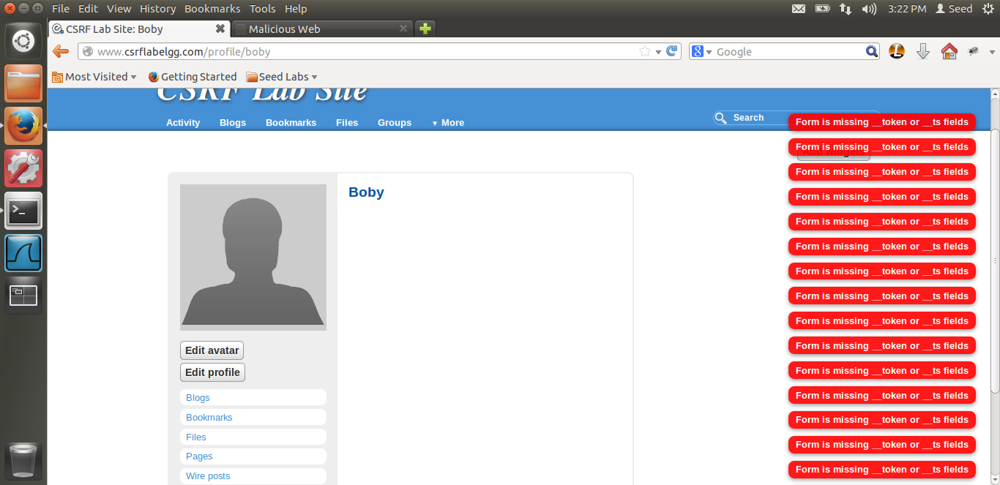 File Edit View History Bookmarks Tools Help 3:22 PM Seed
CSRF Lab Site: Boby Malicious Web
www.csrflabelgg.com/profile/boby Google
Most Visited Getting Started Seed Labs
CSRF Lab Site
Activity Blogs Bookmarks Files Groups More Search
Form is missing __token or __ts fields
Form is missing __token or __ts fields
Add widgets
Form is missing __token or __ts fields
Boby
Form is missing __token or __ts fields
Form is missing __token or __ts fields
Form is missing __token or __ts fields
Form is missing __token or __ts fields
Form is missing __token or __ts fields
Form is missing __token or __ts fields
Form is missing __token or __ts fields
Edit avatar
Form is missing __token or __ts fields
Edit profile
Form is missing __token or __ts fields
Blogs
Bookmarks
Form is missing __token or __ts fields
Files
Form is missing __token or __ts fields
Pages
Form is missing __token or __ts fields
Wire posts